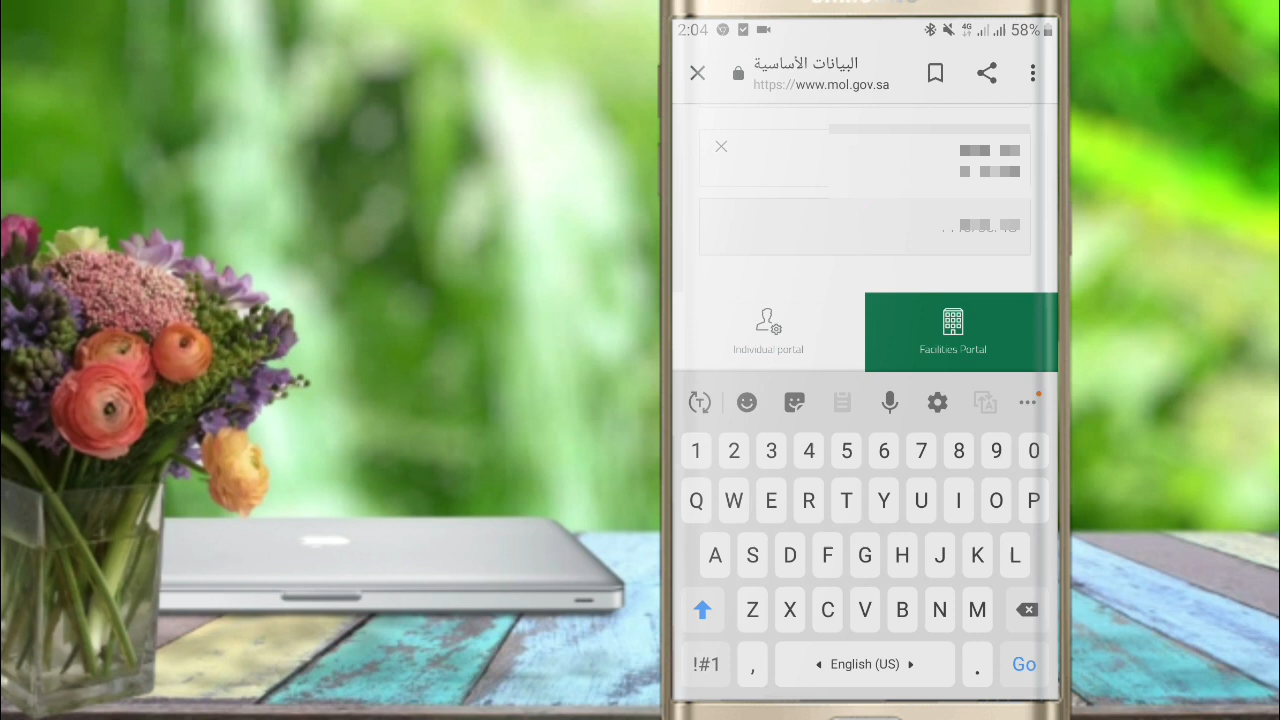 2:04
4G
58%
البيانات الأساسية
https://www.mol.gov.sa
Individual portal
Facilities Portal
1 2 3 4 5 6 7 8 9 0
Q W E R T Y U I O P
A S D F G H J K L
Z X C V B N M
!#1 , English (US) . Go